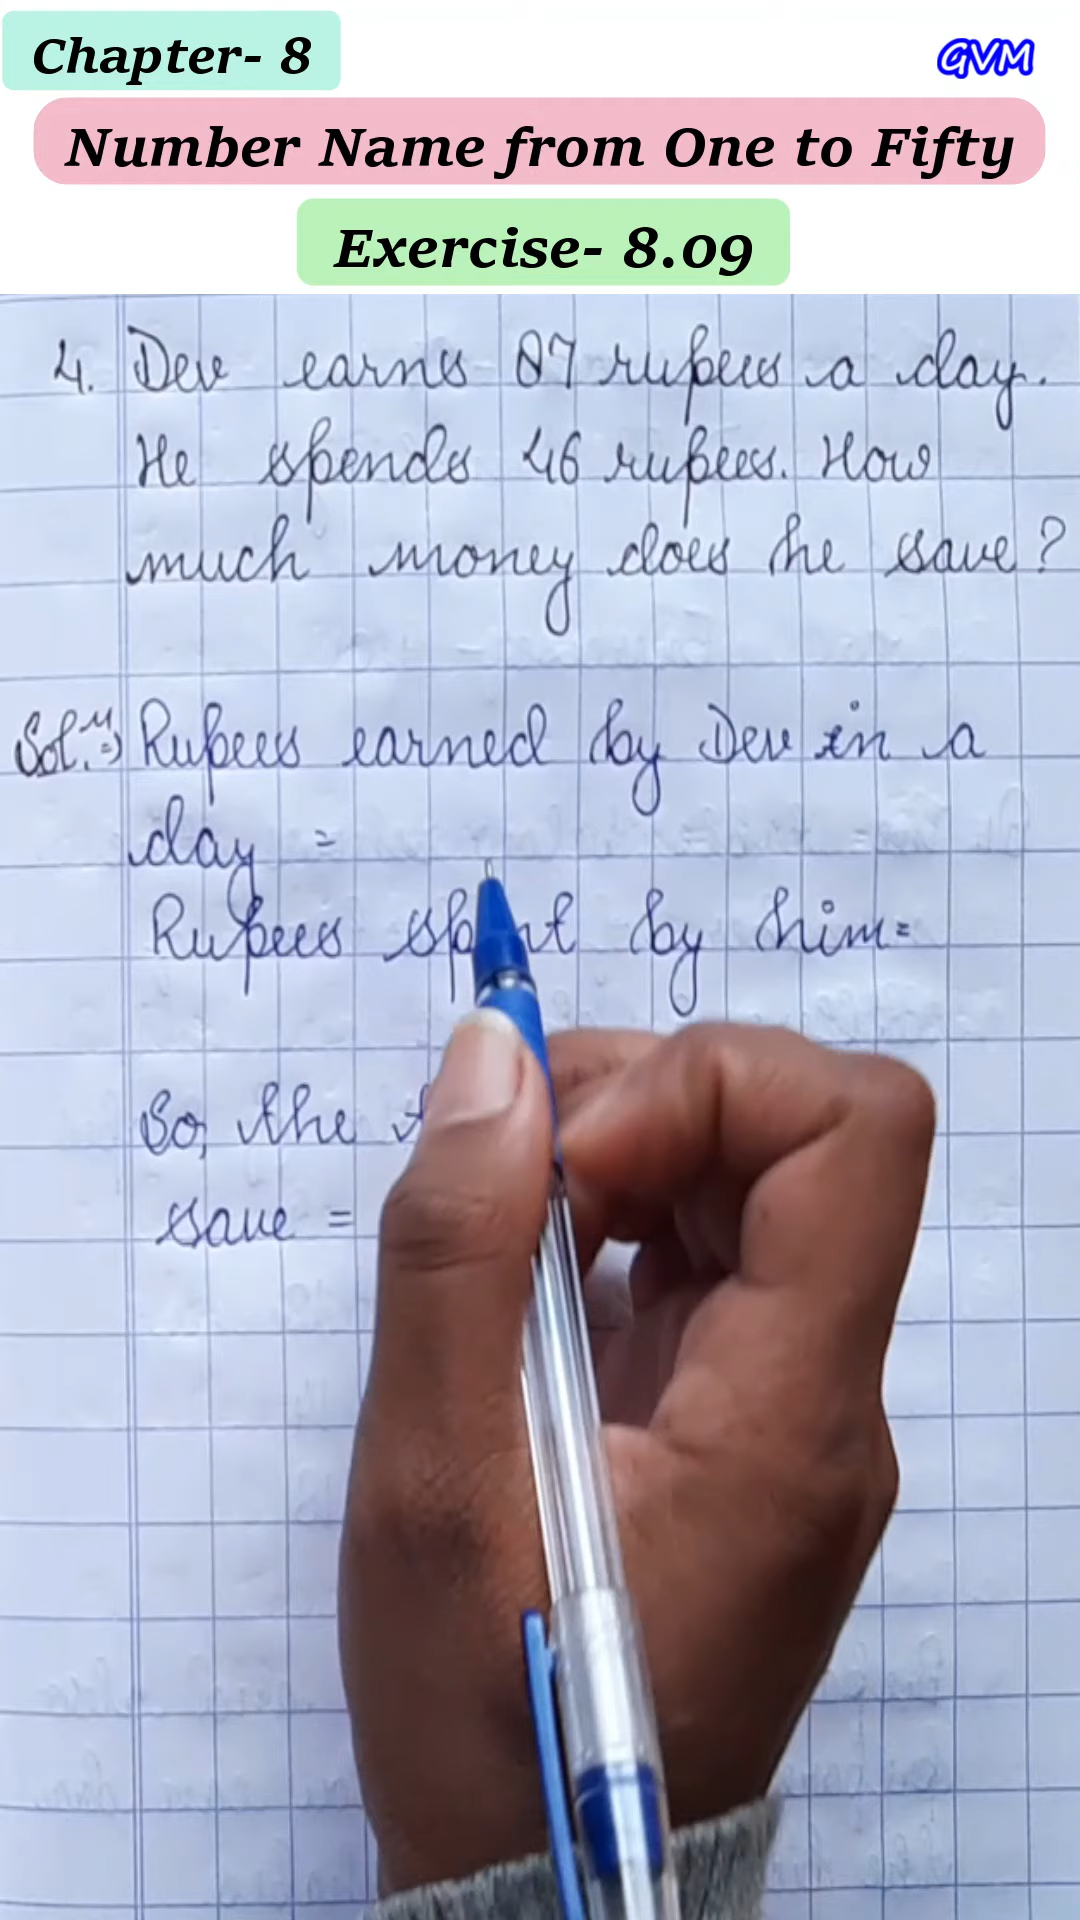 Chapter- 8
GVM
Number Name from One to Fifty
Exercise- 8.09
4. Dev earns 87 rupees a day.
He spends 46 rupees. How
much money does he save?
Solⁿ.⇒ Rupees earned by Dev in a
day =
Rupees spent by him=
So, the
save =